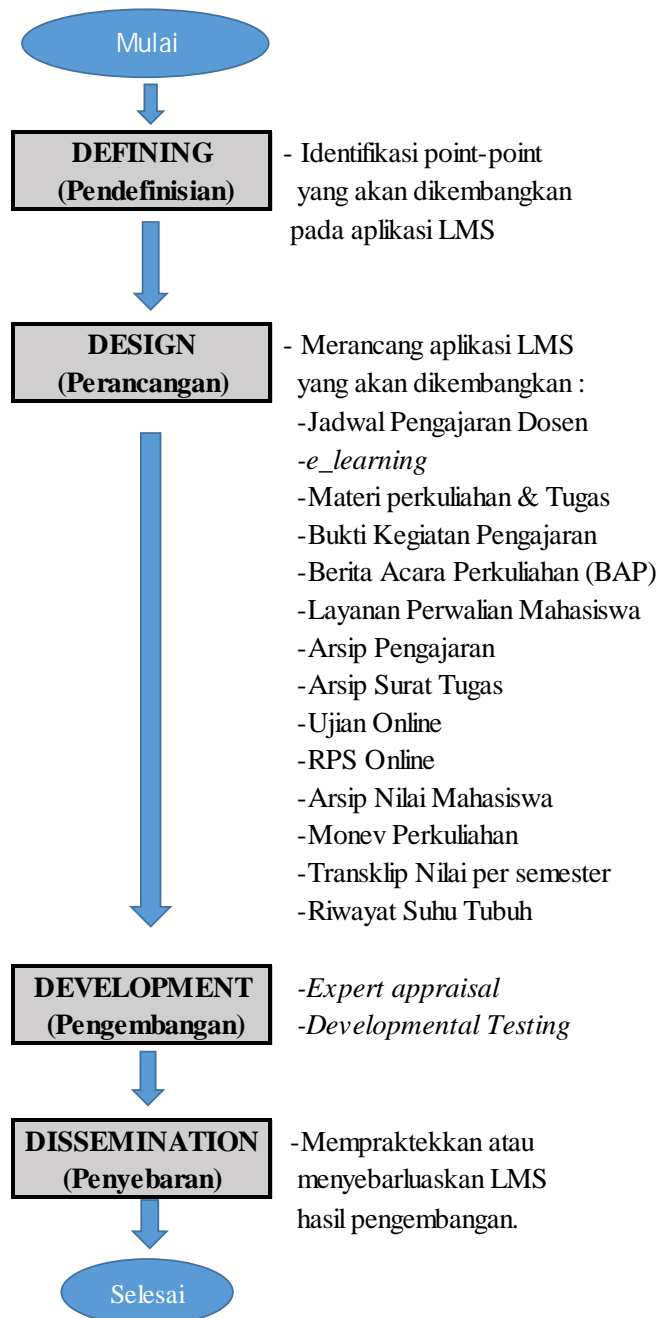 Mulai
DEFINING
(Pendefinisian)
- Identifikasi point-point
yang akan dikembangkan
pada aplikasi LMS
DESIGN
(Perancangan)
- Merancang aplikasi LMS
yang akan dikembangkan :
-Jadwal Pengajaran Dosen
-e_learning
-Materi perkuliahan & Tugas
-Bukti Kegiatan Pengajaran
-Berita Acara Perkuliahan (BAP)
-Layanan Perwalian Mahasiswa
-Arsip Pengajaran
-Arsip Surat Tugas
-Ujian Online
-RPS Online
-Arsip Nilai Mahasiswa
-Monev Perkuliahan
-Transklip Nilai per semester
-Riwayat Suhu Tubuh
DEVELOPMENT
(Pengembangan)
-Expert appraisal
-Developmental Testing
DISSEMINATION
(Penyebaran)
-Mempraktekkan atau
menyebarluaskan LMS
hasil pengembangan.
Selesai